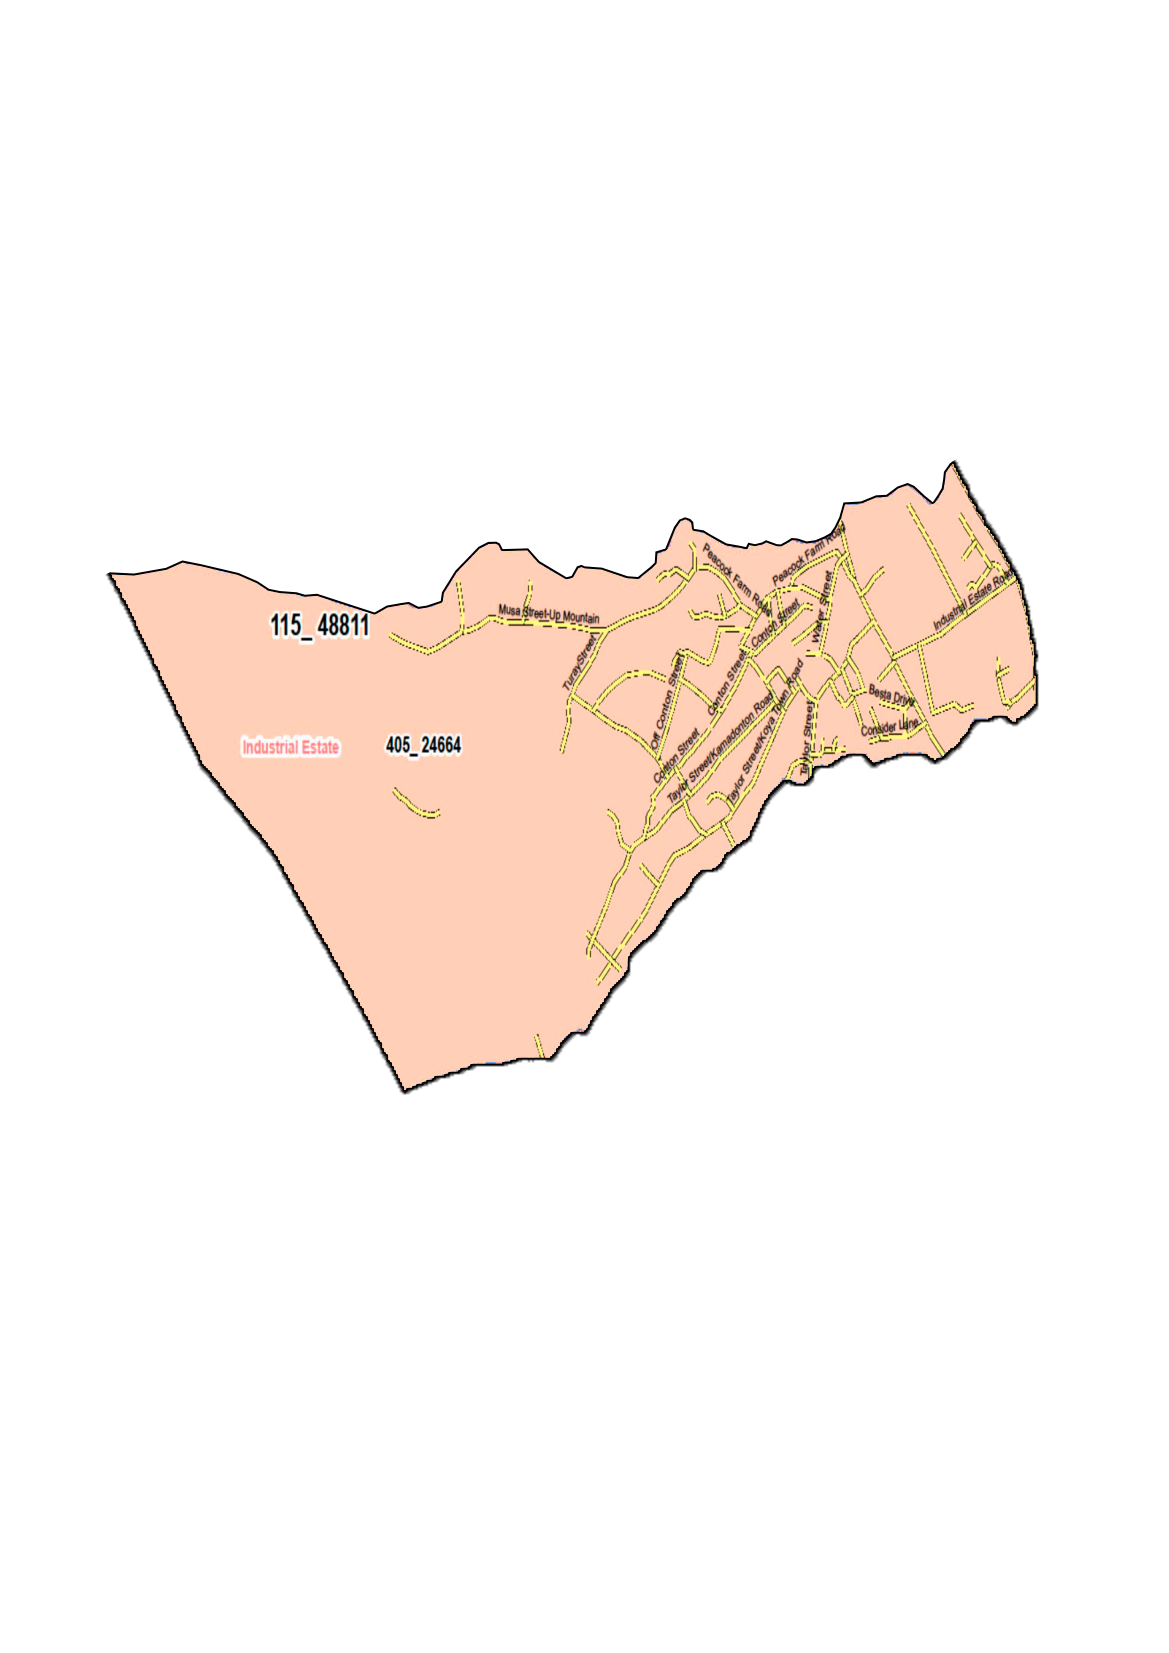 Peacock Farm Road
Peacock Farm Road
Industrial Estate Road
Musa Street-Up Mountain
115_ 48811
Conton Street
Water Street
Turay Street
Conton Street
Off Conton Street
Besta Drive
Consider Lane
Industrial Estate
405_ 24664
Conton Street
Taylor Street/Kamadonton Road
Taylor Street/Koya Town Road
Taylor Street